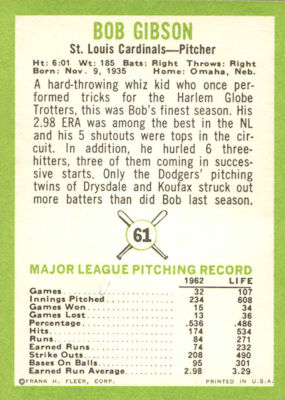 BOB GIBSON
St. Louis Cardinals—Pitcher
Ht: 6:01 Wt: 185 Bats: Right Throws: Right
Born: Nov. 9, 1935 Home: Omaha, Neb.
A hard-throwing whiz kid who once per-
formed tricks for the Harlem Globe
Trotters, this was Bob's finest season. His
2.98 ERA was among the best in the NL
and his 5 shutouts were tops in the cir-
cuit. In addition, he hurled 6 three-
hitters, three of them coming in succes-
sive starts. Only the Dodgers' pitching
twins of Drysdale and Koufax struck out
more batters than did Bob last season.
61
MAJOR LEAGUE PITCHING RECORD
1962 LIFE
Games 32 107
Innings Pitched 234 608
Games Won 15 34
Games Lost 13 36
Percentage .536 .486
Hits 174 534
Runs 84 271
Earned Runs 74 232
Strike Outs 208 490
Bases On Balls 95 301
Earned Run Average 2.98 3.29
©FRANK H. FLEER, CORP. PRINTED IN U.S.A.